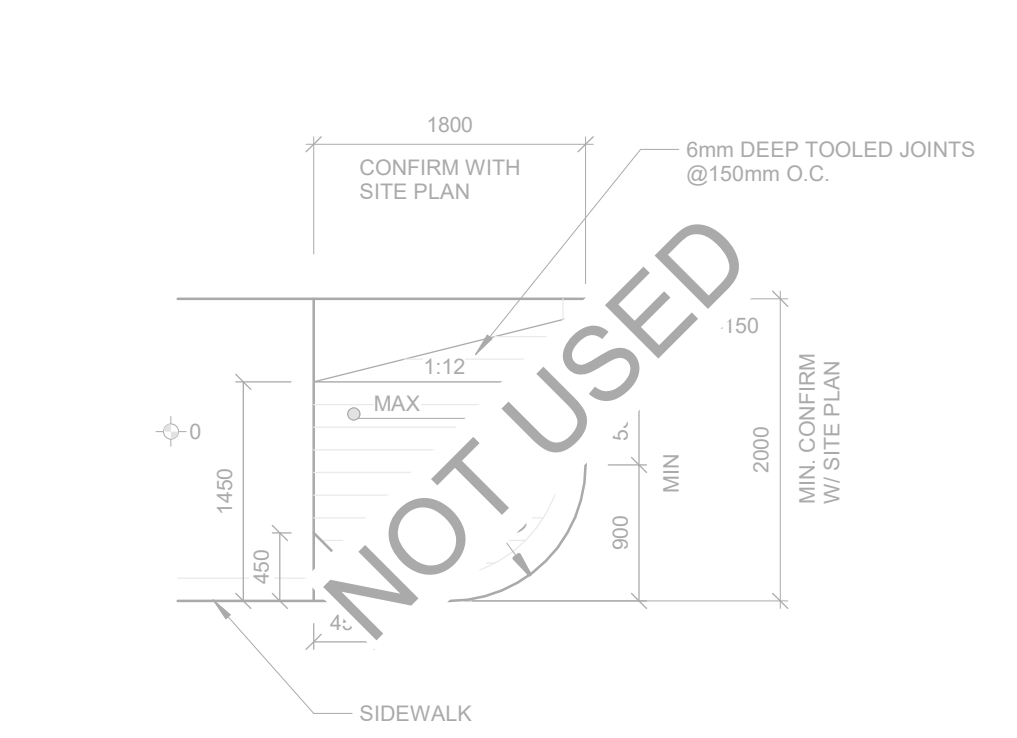 1800
CONFIRM WITH
SITE PLAN
6mm DEEP TOOLED JOINTS
@150mm O.C.
NOT USED
150
1:12
MAX
0
1450
450
MIN
900
2000
MIN. CONFIRM
W/ SITE PLAN
SIDEWALK